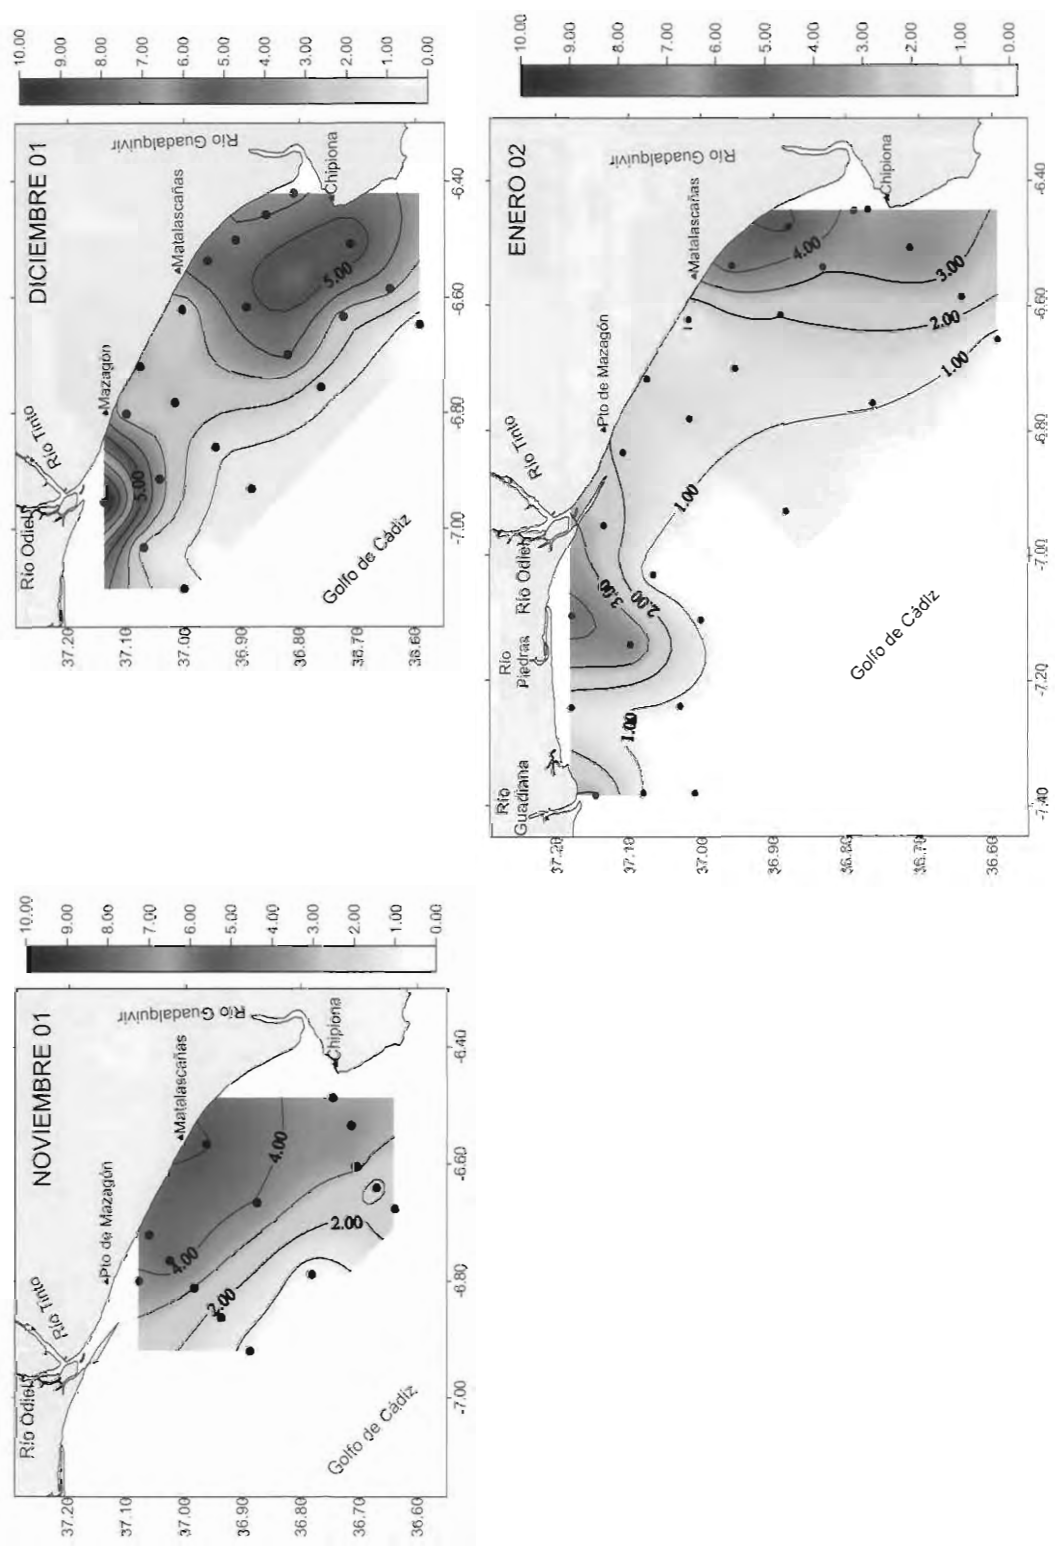 NOVIEMBRE 01
Río Odiel
Río Tinto
Pto de Mazagón
Matalascañas
Río Guadalquivir
Chipiona
Golfo de Cádiz
4.00
4.00
2.00
2.00
37.20
37.10
37.00
36.90
36.80
36.70
36.60
-7.00
-6.80
-6.60
-6.40
10.00
9.00
8.00
7.00
6.00
5.00
4.00
3.00
2.00
1.00
0.00
DICIEMBRE 01
Río Odiel
Río Tinto
Mazagón
Matalascañas
Río Guadalquivir
Chipiona
Golfo de Cádiz
5.00
5.00
37.20
37.10
37.00
36.90
36.80
36.70
36.60
-7.00
-6.80
-6.60
-6.40
10.00
9.00
8.00
7.00
6.00
5.00
4.00
3.00
2.00
1.00
0.00
ENERO 02
Río
Guadiana
Río
Piedras
Río Odiel
Río Tinto
Pto de Mazagón
Matalascañas
Río Guadalquivir
Chipiona
Golfo de Cádiz
1.00
3.00
2.00
1.00
4.00
3.00
2.00
1.00
37.20
37.10
37.00
36.90
36.80
36.70
36.60
-7.40
-7.20
-7.00
-6.80
-6.60
-6.40
10.00
9.00
8.00
7.00
6.00
5.00
4.00
3.00
2.00
1.00
0.00